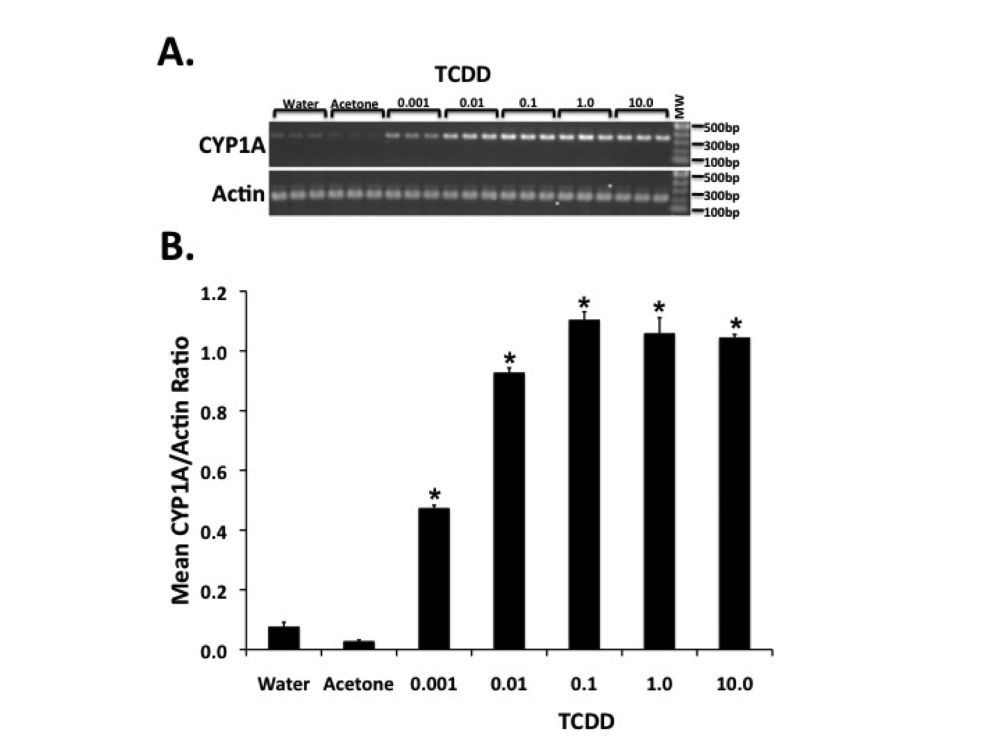 A.
TCDD
Water Acetone 0.001 0.01 0.1 1.0 10.0 MW
CYP1A
500bp
300bp
100bp
Actin
500bp
300bp
100bp
B.
Mean CYP1A/Actin Ratio
1.2
1.0
0.8
0.6
0.4
0.2
0.0
* * * * *
Water Acetone 0.001 0.01 0.1 1.0 10.0
TCDD